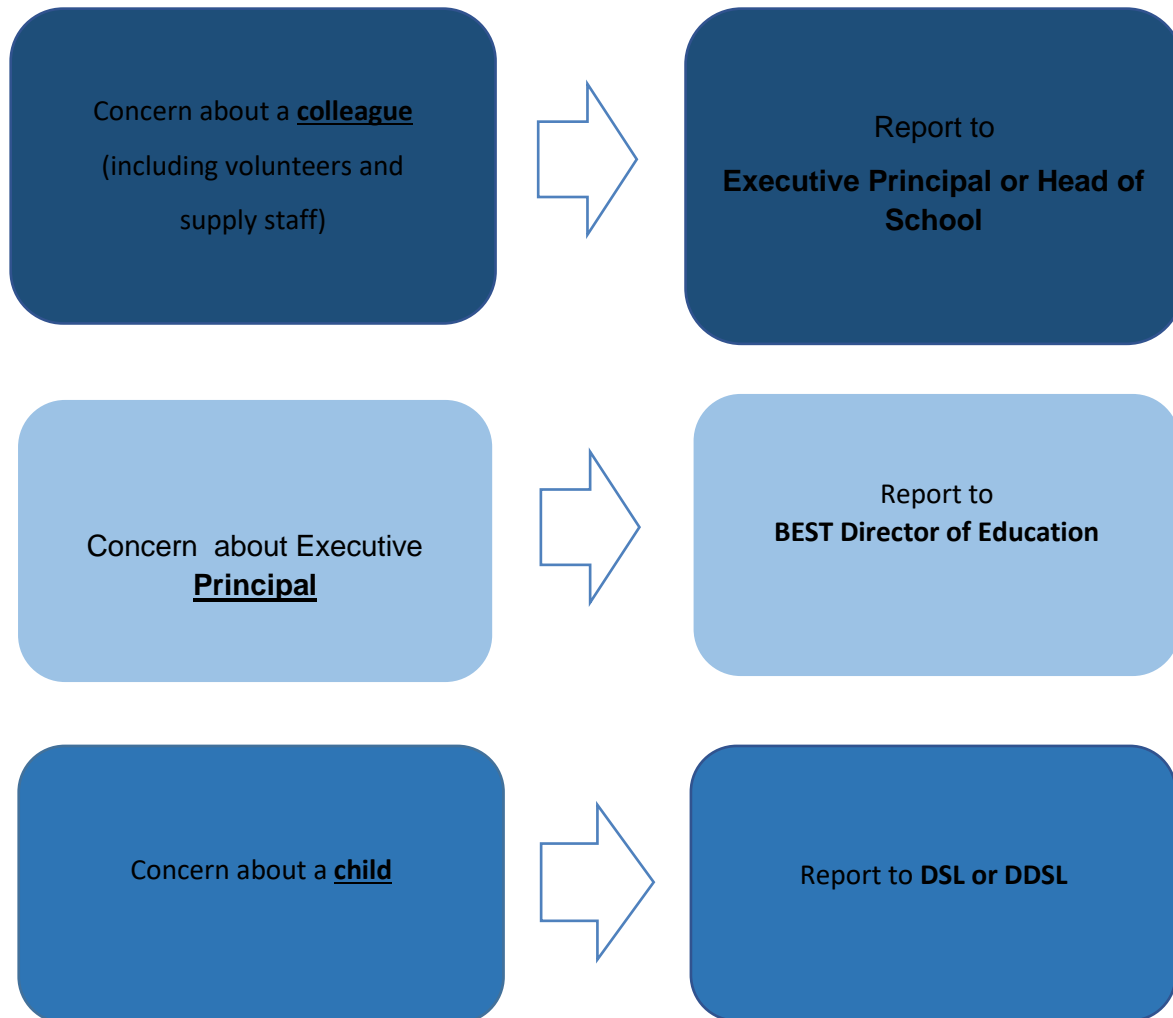 Concern about a colleague
(including volunteers and
supply staff)
Report to
Executive Principal or Head of
School
Concern  about Executive
Principal
Report to
BEST Director of Education
Concern about a child
Report to DSL or DDSL